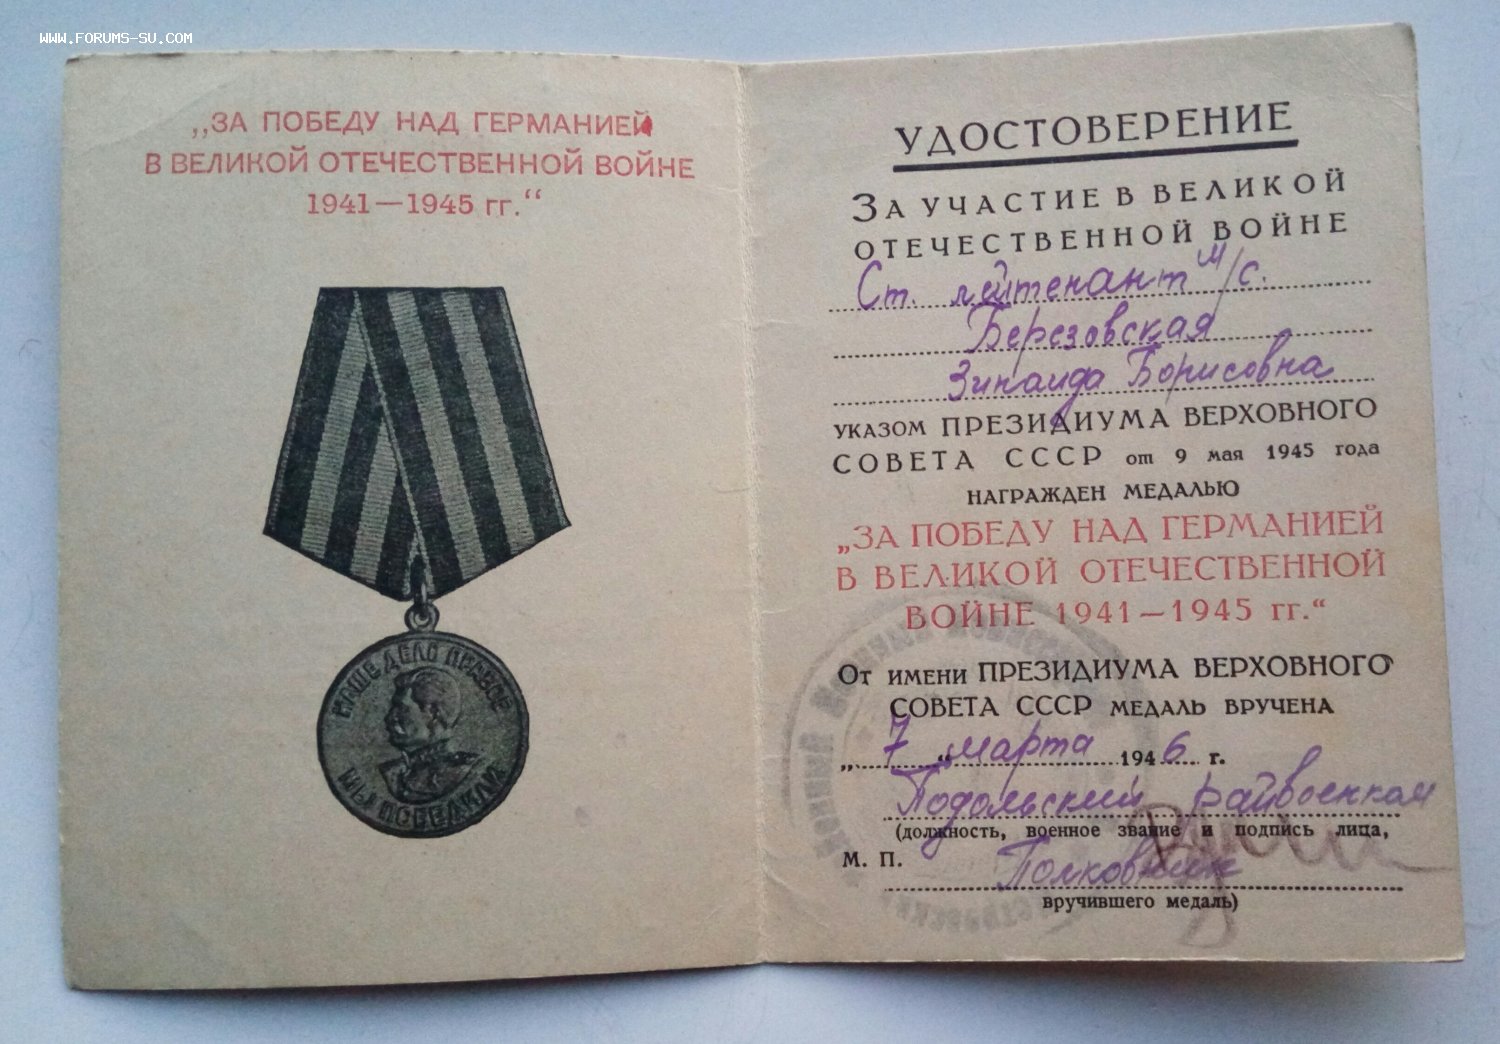 WWW.FORUMS-SU.COM
„ЗА ПОБЕДУ НАД ГЕРМАНИЕЙ
В ВЕЛИКОЙ ОТЕЧЕСТВЕННОЙ ВОЙНЕ
1941—1945 гг.“
НАШЕ ДЕЛО ПРАВОЕ
МЫ ПОБЕДИЛИ
УДОСТОВЕРЕНИЕ
ЗА УЧАСТИЕ В ВЕЛИКОЙ
ОТЕЧЕСТВЕННОЙ ВОЙНЕ
Ст. лейтенант м/с.
Березовская
Зинаида Борисовна
УКАЗОМ ПРЕЗИДИУМА ВЕРХОВНОГО
СОВЕТА СССР от 9 мая 1945 года
НАГРАЖДЕН МЕДАЛЬЮ
„ЗА ПОБЕДУ НАД ГЕРМАНИЕЙ
В ВЕЛИКОЙ ОТЕЧЕСТВЕННОЙ
ВОЙНЕ 1941—1945 гг.“
ОТ ИМЕНИ ПРЕЗИДИУМА ВЕРХОВНОГО
СОВЕТА СССР МЕДАЛЬ ВРУЧЕНА
„ 7 “ марта 1946 г.
Подольский райвоенком
(должность, военное звание и подпись лица,
М. П. Полковник
вручившего медаль)